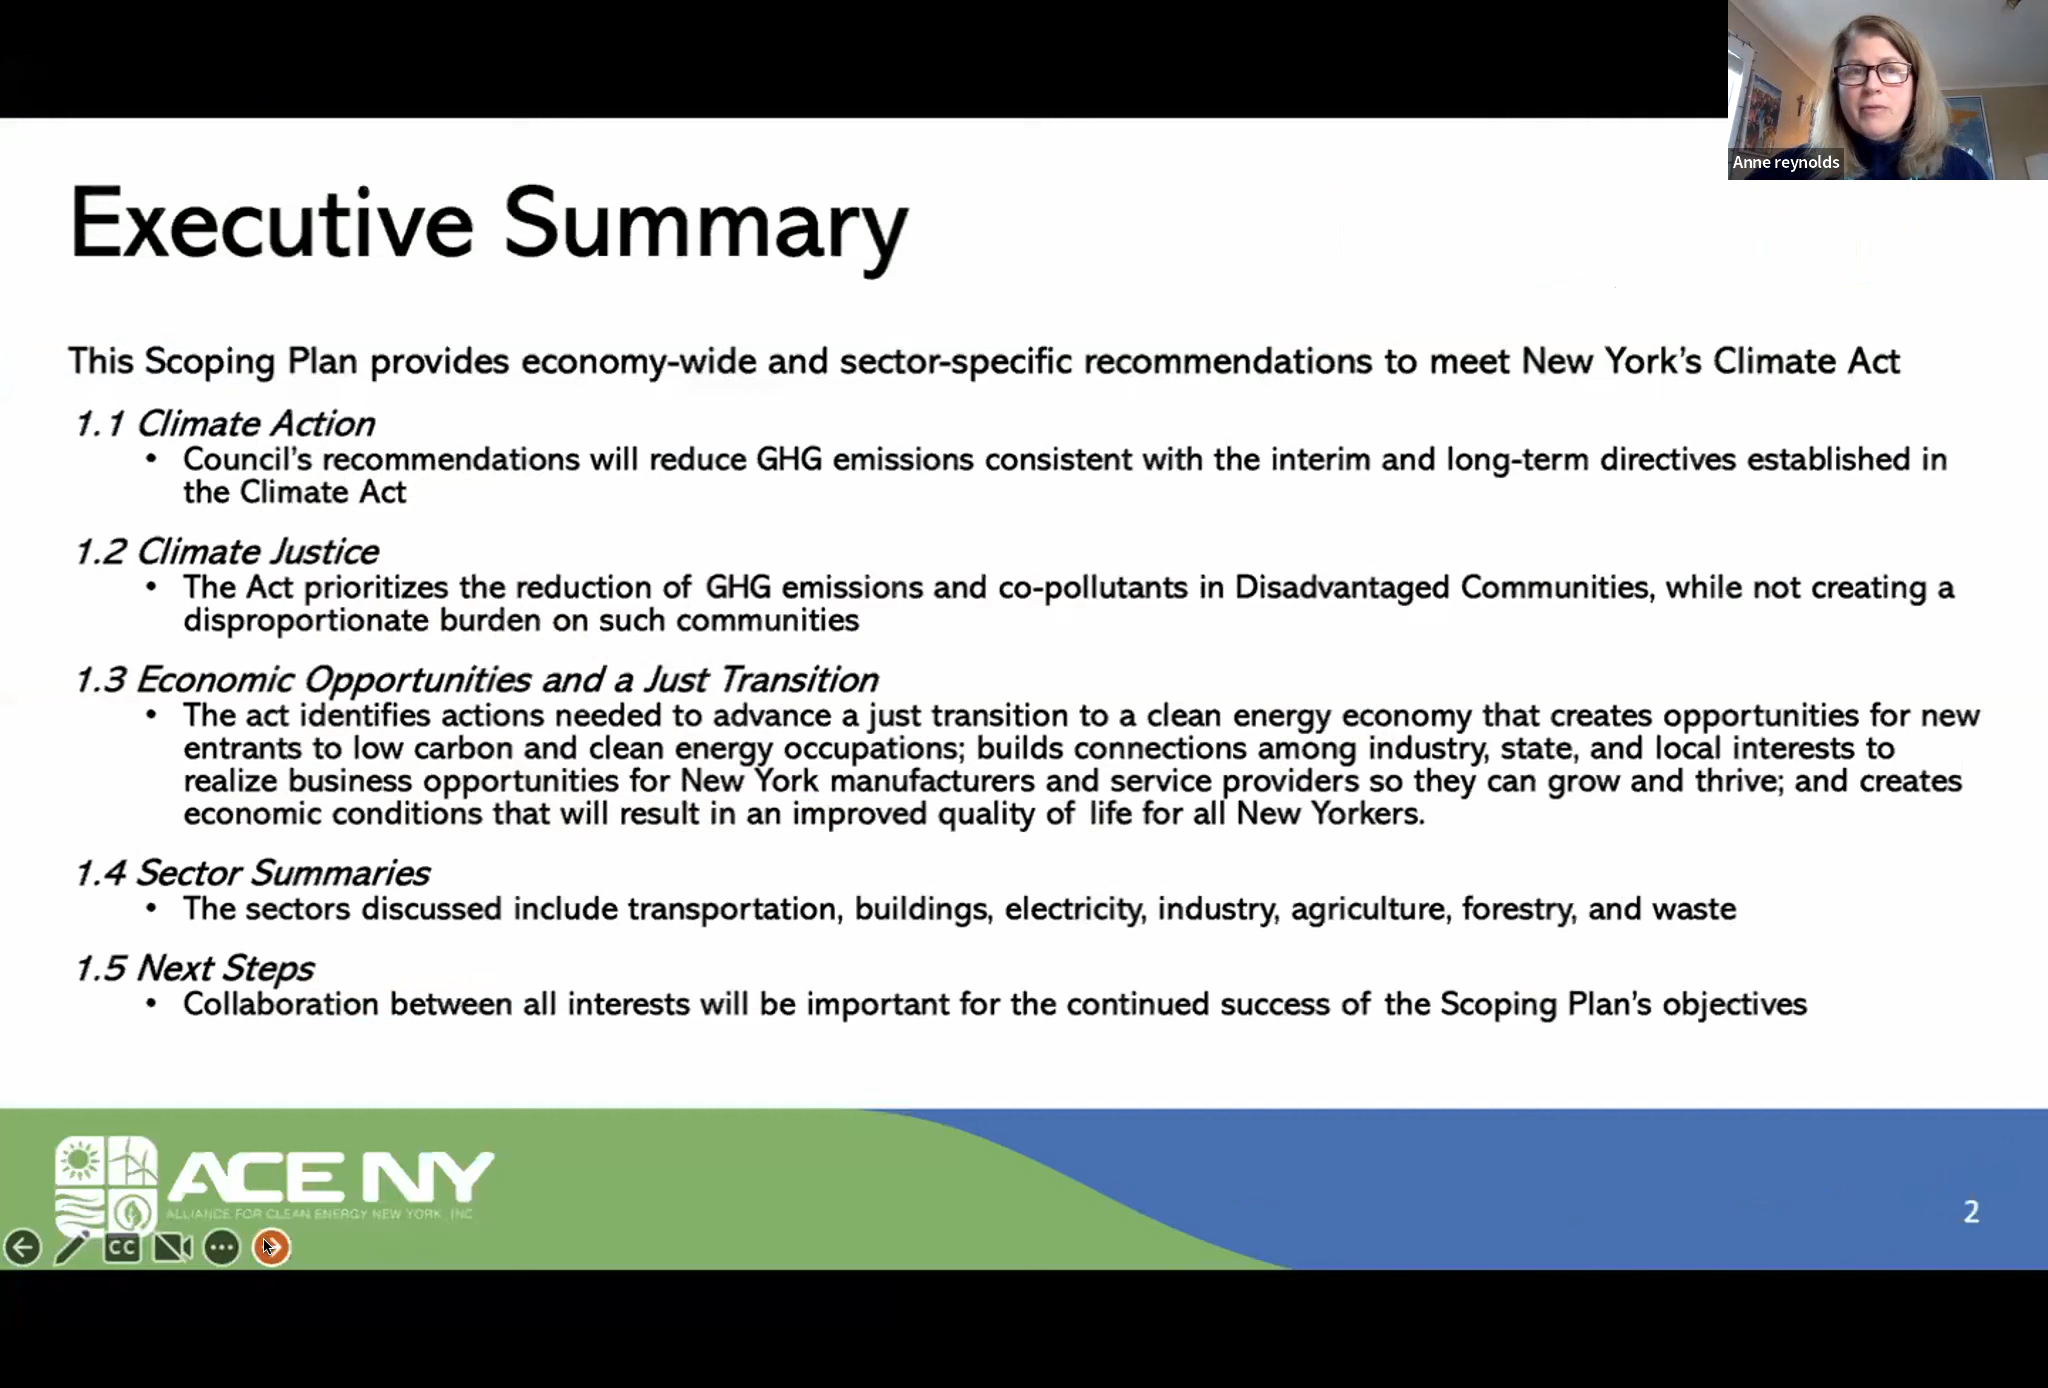 Anne reynolds
Executive Summary
This Scoping Plan provides economy-wide and sector-specific recommendations to meet New York's Climate Act
1.1 Climate Action
• Council's recommendations will reduce GHG emissions consistent with the interim and long-term directives established in
the Climate Act
1.2 Climate Justice
• The Act prioritizes the reduction of GHG emissions and co-pollutants in Disadvantaged Communities, while not creating a
disproportionate burden on such communities
1.3 Economic Opportunities and a Just Transition
• The act identifies actions needed to advance a just transition to a clean energy economy that creates opportunities for new
entrants to low carbon and clean energy occupations; builds connections among industry, state, and local interests to
realize business opportunities for New York manufacturers and service providers so they can grow and thrive; and creates
economic conditions that will result in an improved quality of life for all New Yorkers.
1.4 Sector Summaries
• The sectors discussed include transportation, buildings, electricity, industry, agriculture, forestry, and waste
1.5 Next Steps
• Collaboration between all interests will be important for the continued success of the Scoping Plan's objectives
ACE NY
ALLIANCE FOR CLEAN ENERGY NEW YORK, INC.
2
CC